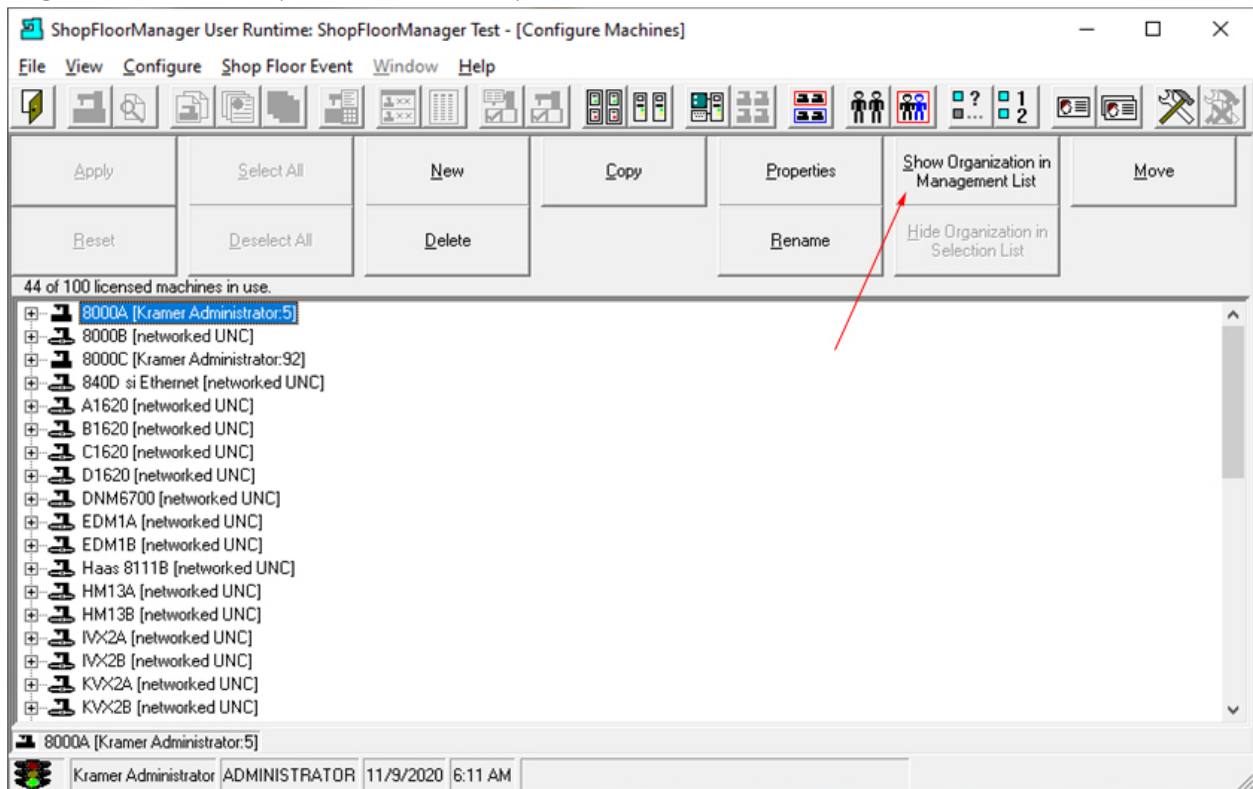 ShopFloorManager User Runtime: ShopFloorManager Test - [Configure Machines]
File View Configure Shop Floor Event Window Help
Apply Select All New Copy Properties Show Organization in Management List Move
Reset Deselect All Delete Rename Hide Organization in Selection List
44 of 100 licensed machines in use.
8000A [Kramer Administrator:5]
8000B [networked UNC]
8000C [Kramer Administrator:92]
840D si Ethernet [networked UNC]
A1620 [networked UNC]
B1620 [networked UNC]
C1620 [networked UNC]
D1620 [networked UNC]
DNM6700 [networked UNC]
EDM1A [networked UNC]
EDM1B [networked UNC]
Haas 8111B [networked UNC]
HM13A [networked UNC]
HM13B [networked UNC]
IVX2A [networked UNC]
IVX2B [networked UNC]
KVX2A [networked UNC]
KVX2B [networked UNC]
8000A [Kramer Administrator:5]
Kramer Administrator ADMINISTRATOR 11/9/2020 6:11 AM